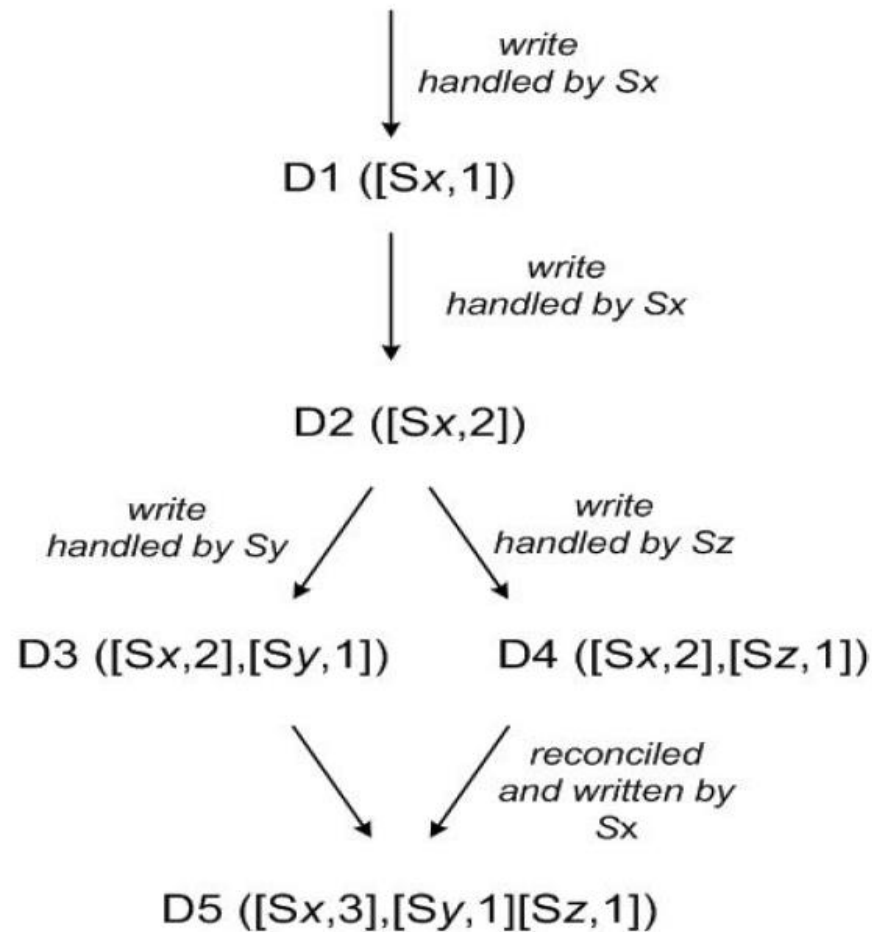 write
handled by Sx
D1 ([Sx,1])
write
handled by Sx
D2 ([Sx,2])
write
handled by Sy
write
handled by Sz
D3 ([Sx,2],[Sy,1])
D4 ([Sx,2],[Sz,1])
reconciled
and written by
Sx
D5 ([Sx,3],[Sy,1][Sz,1])